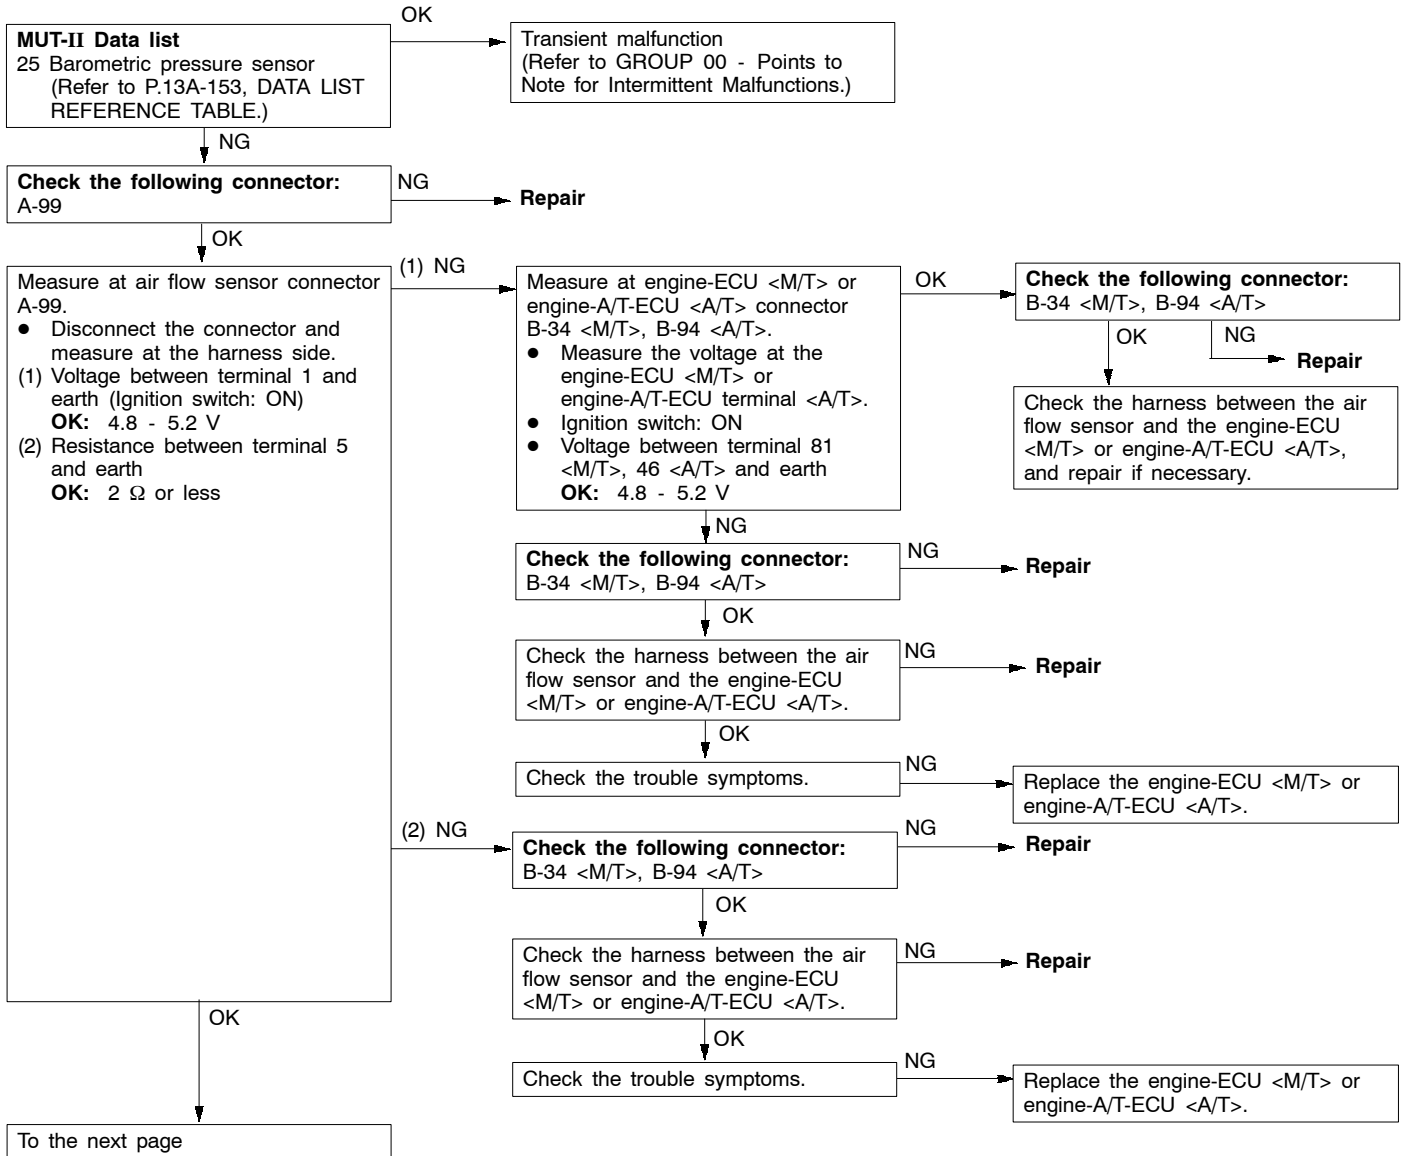 MUT-II Data list
25 Barometric pressure sensor
(Refer to P.13A-153, DATA LIST
REFERENCE TABLE.)
OK
Transient malfunction
(Refer to GROUP 00 - Points to
Note for Intermittent Malfunctions.)
NG
Check the following connector:
A-99
NG
Repair
OK
Measure at air flow sensor connector
A-99.
● Disconnect the connector and
measure at the harness side.
(1) Voltage between terminal 1 and
earth (Ignition switch: ON)
OK: 4.8 - 5.2 V
(2) Resistance between terminal 5
and earth
OK: 2 Ω or less
(1) NG
Measure at engine-ECU <M/T> or
engine-A/T-ECU <A/T> connector
B-34 <M/T>, B-94 <A/T>.
● Measure the voltage at the
engine-ECU <M/T> or
engine-A/T-ECU terminal <A/T>.
● Ignition switch: ON
● Voltage between terminal 81
<M/T>, 46 <A/T> and earth
OK: 4.8 - 5.2 V
OK
Check the following connector:
B-34 <M/T>, B-94 <A/T>
OK
NG
Repair
Check the harness between the air
flow sensor and the engine-ECU
<M/T> or engine-A/T-ECU <A/T>,
and repair if necessary.
NG
Check the following connector:
B-34 <M/T>, B-94 <A/T>
NG
Repair
OK
Check the harness between the air
flow sensor and the engine-ECU
<M/T> or engine-A/T-ECU <A/T>.
NG
Repair
OK
Check the trouble symptoms.
NG
Replace the engine-ECU <M/T> or
engine-A/T-ECU <A/T>.
(2) NG
Check the following connector:
B-34 <M/T>, B-94 <A/T>
NG
Repair
OK
Check the harness between the air
flow sensor and the engine-ECU
<M/T> or engine-A/T-ECU <A/T>.
NG
Repair
OK
Check the trouble symptoms.
NG
Replace the engine-ECU <M/T> or
engine-A/T-ECU <A/T>.
OK
To the next page